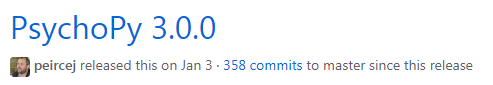 PsychoPy 3.0.0
peircej released this on Jan 3 · 358 commits to master since this release